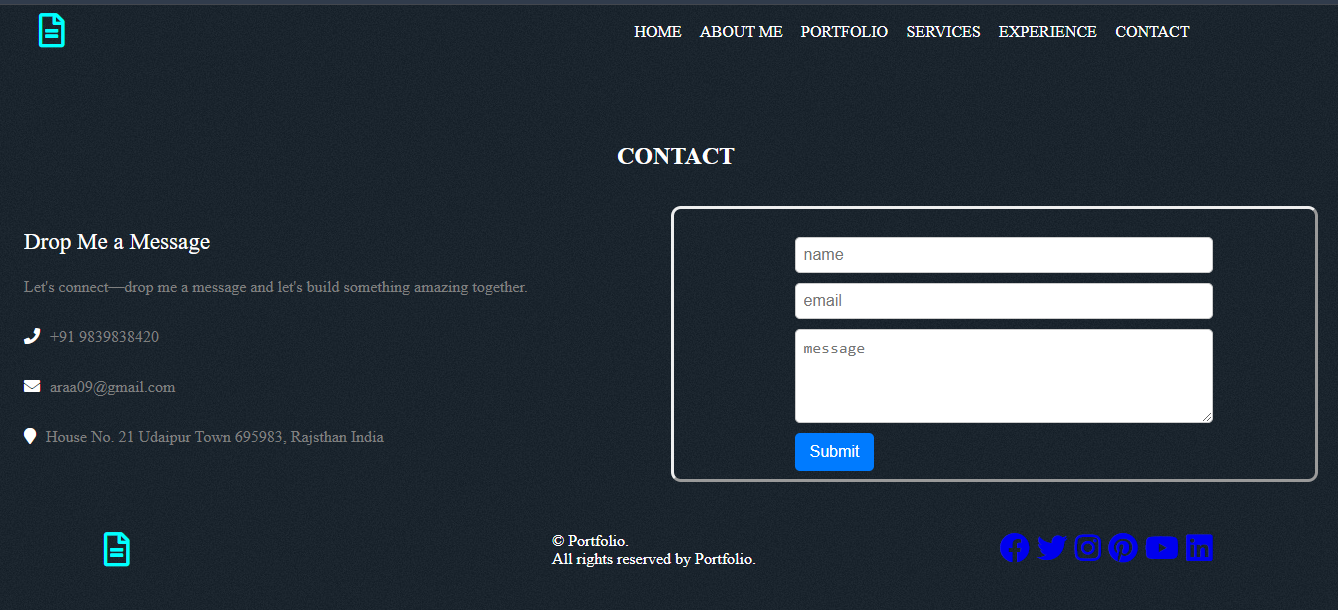 HOME ABOUT ME PORTFOLIO SERVICES EXPERIENCE CONTACT
CONTACT
Drop Me a Message
Let's connect—drop me a message and let's build something amazing together.
+91 9839838420
araa09@gmail.com
House No. 21 Udaipur Town 695983, Rajsthan India
name
email
message
Submit
© Portfolio.
All rights reserved by Portfolio.